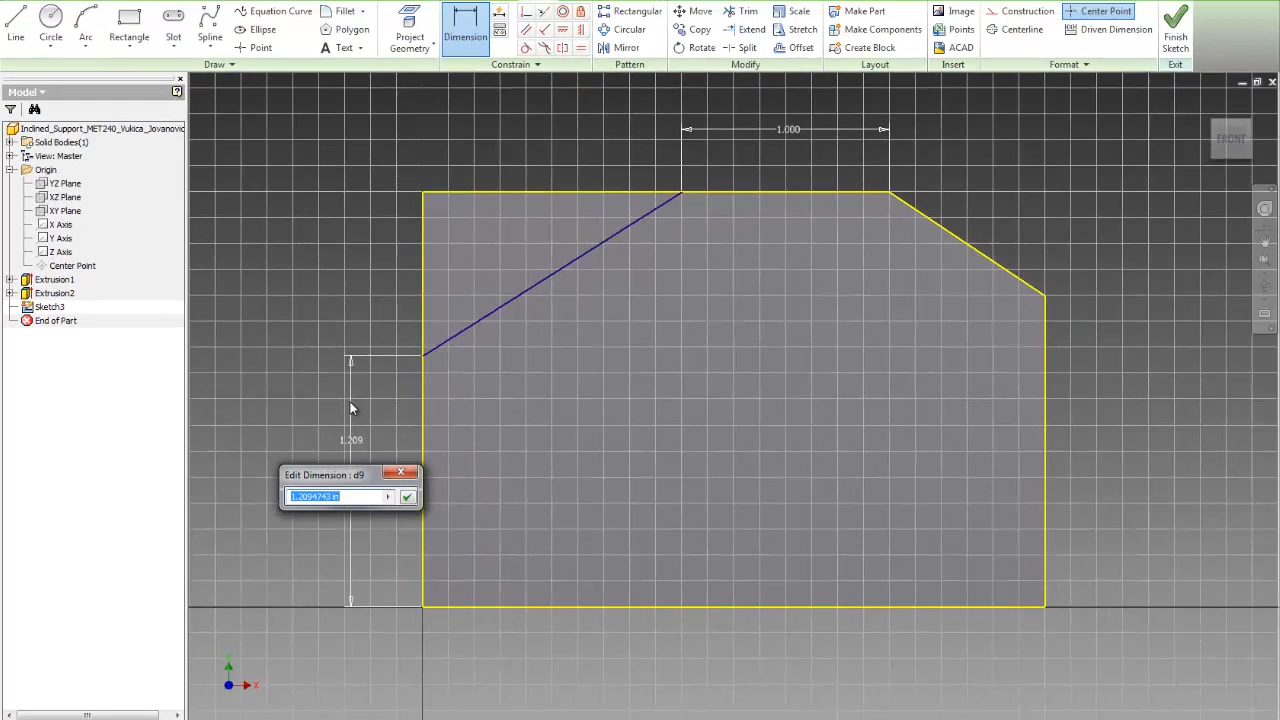 Line
Circle
Arc
Rectangle
Slot
Spline
Equation Curve
Ellipse
Point
Fillet
Polygon
Text
Project
Geometry
Dimension
Rectangular
Circular
Mirror
Move
Copy
Rotate
Trim
Extend
Split
Scale
Stretch
Offset
Make Part
Make Components
Create Block
Image
Points
ACAD
Construction
Centerline
Center Point
Driven Dimension
Finish
Sketch
Draw
Constrain
Pattern
Modify
Layout
Insert
Format
Exit
Model
Inclined_Support_MET240_Vukica_Jovanovic
Solid Bodies(1)
View: Master
Origin
YZ Plane
XZ Plane
XY Plane
X Axis
Y Axis
Z Axis
Center Point
Extrusion1
Extrusion2
Sketch3
End of Part
1.000
FRONT
1.209
Edit Dimension : d9
1.2094743 in
Y
X